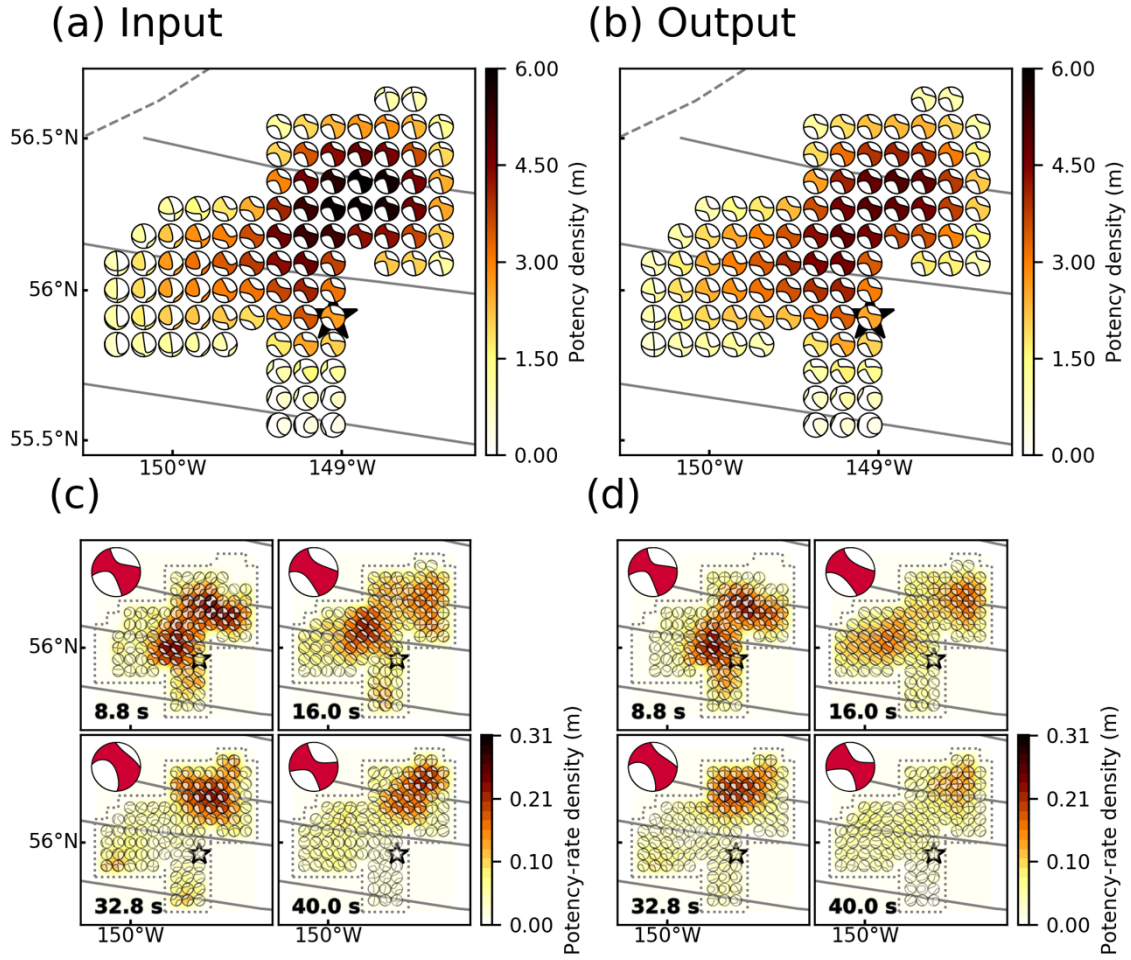 (a) Input
(b) Output
56.5°N
56°N
55.5°N
150°W
149°W
6.00
4.50
3.00
1.50
0.00
Potency density (m)
150°W
149°W
6.00
4.50
3.00
1.50
0.00
Potency density (m)
(c)
(d)
56°N
8.8 s
16.0 s
56°N
32.8 s
40.0 s
150°W
150°W
0.31
0.21
0.10
0.00
Potency-rate density (m)
8.8 s
16.0 s
32.8 s
40.0 s
150°W
150°W
0.31
0.21
0.10
0.00
Potency-rate density (m)